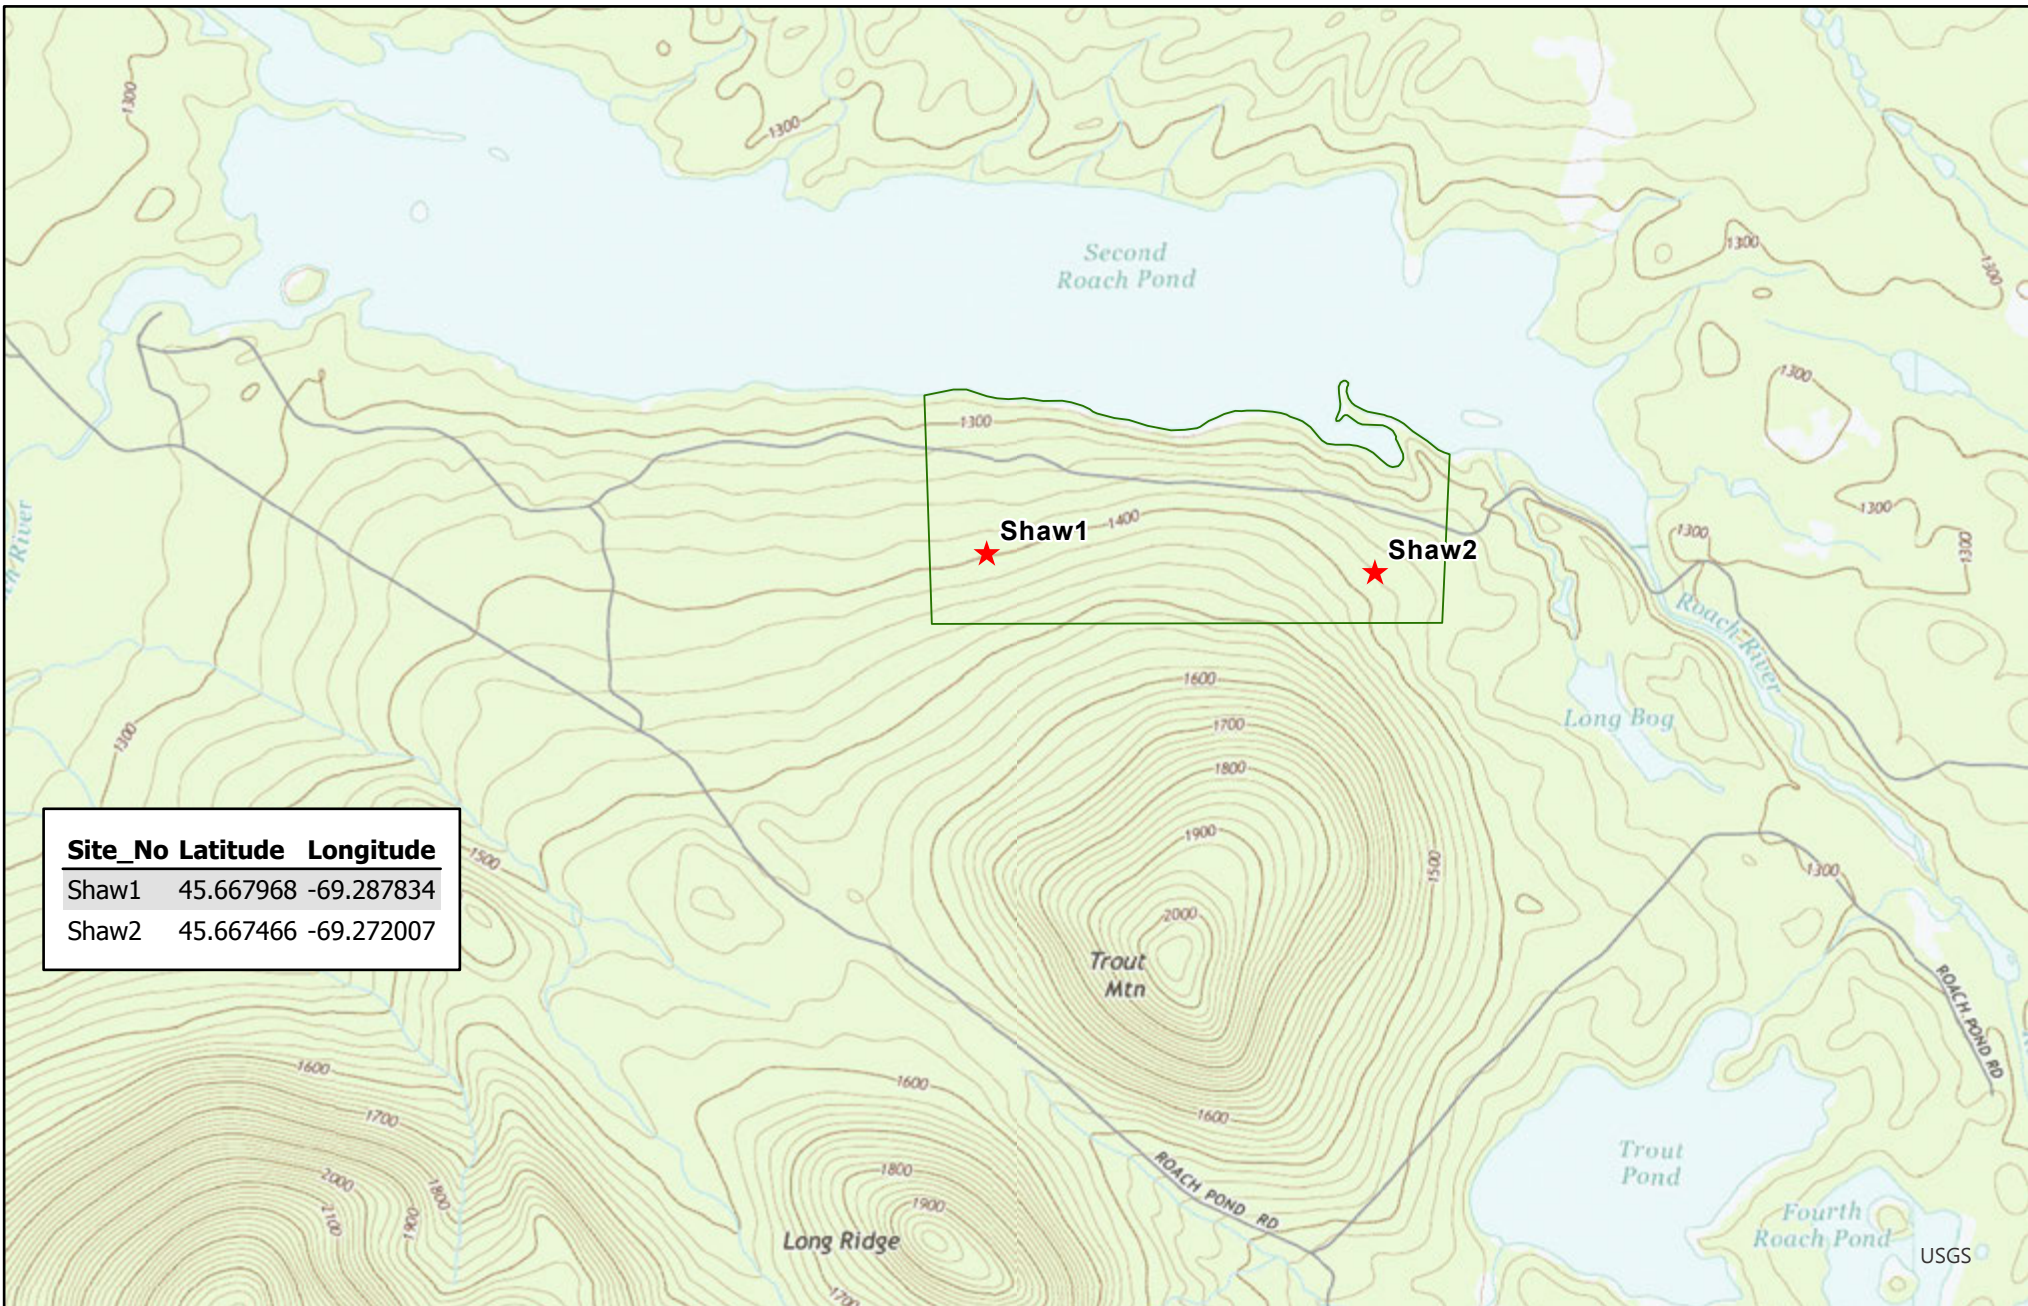 1300
1300
Second
Roach Pond
1300
1300
1300
1300
1400
Shaw1
Shaw2
1300
1300
1300
Roach River
1600
Long Bog
1700
1300
1800
Site_No Latitude Longitude
Shaw1 45.667968 -69.287834
Shaw2 45.667466 -69.272007
1900
1500
1500
1300
2000
Trout
Mtn
ROACH POND RD
1600
1600
1700
1600
ROACH POND RD
Trout
Pond
1800
2000
1800
1900
2100
1900
Long Ridge
Fourth
Roach Pond
USGS
1700